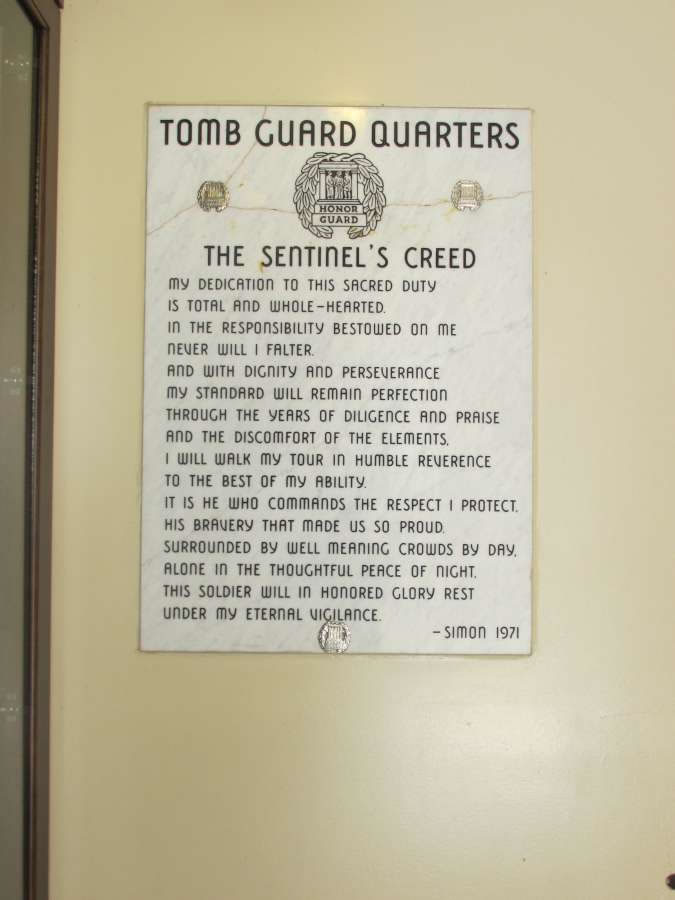 TOMB GUARD QUARTERS
HONOR
GUARD
THE SENTINEL'S CREED
MY DEDICATION TO THIS SACRED DUTY
IS TOTAL AND WHOLE-HEARTED.
IN THE RESPONSIBILITY BESTOWED ON ME
NEVER WILL I FALTER.
AND WITH DIGNITY AND PERSEVERANCE
MY STANDARD WILL REMAIN PERFECTION
THROUGH THE YEARS OF DILIGENCE AND PRAISE
AND THE DISCOMFORT OF THE ELEMENTS,
I WILL WALK MY TOUR IN HUMBLE REVERENCE
TO THE BEST OF MY ABILITY.
IT IS HE WHO COMMANDS THE RESPECT I PROTECT.
HIS BRAVERY THAT MADE US SO PROUD.
SURROUNDED BY WELL MEANING CROWDS BY DAY,
ALONE IN THE THOUGHTFUL PEACE OF NIGHT,
THIS SOLDIER WILL IN HONORED GLORY REST
UNDER MY ETERNAL VIGILANCE.
- SIMON 1971